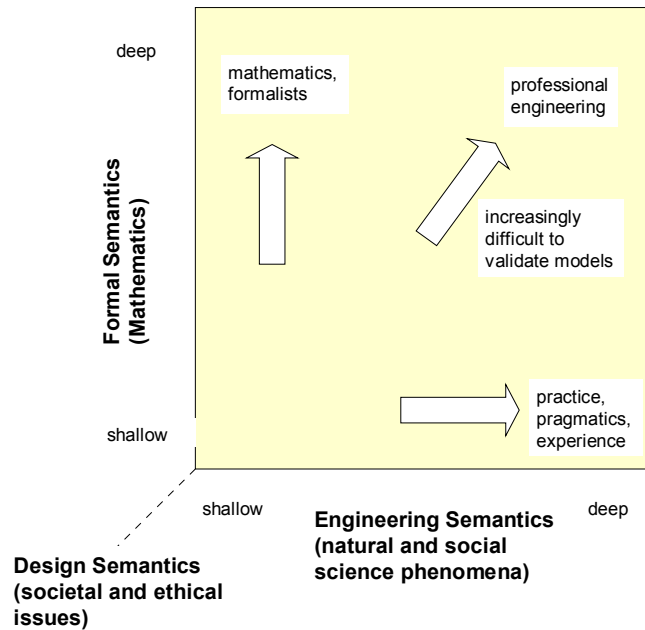 deep
mathematics,
formalists
professional
engineering
Formal Semantics
(Mathematics)
increasingly
difficult to
validate models
practice,
pragmatics,
experience
shallow
shallow
deep
Engineering Semantics
(natural and social
science phenomena)
Design Semantics
(societal and ethical
issues)